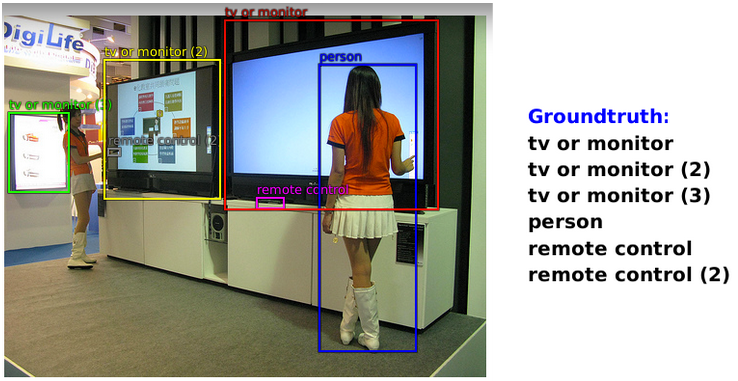 tv or monitor
DigiLife
tv or monitor (2)
person
tv or monitor (3)
remote control (2
remote control
Groundtruth:
tv or monitor
tv or monitor (2)
tv or monitor (3)
person
remote control
remote control (2)